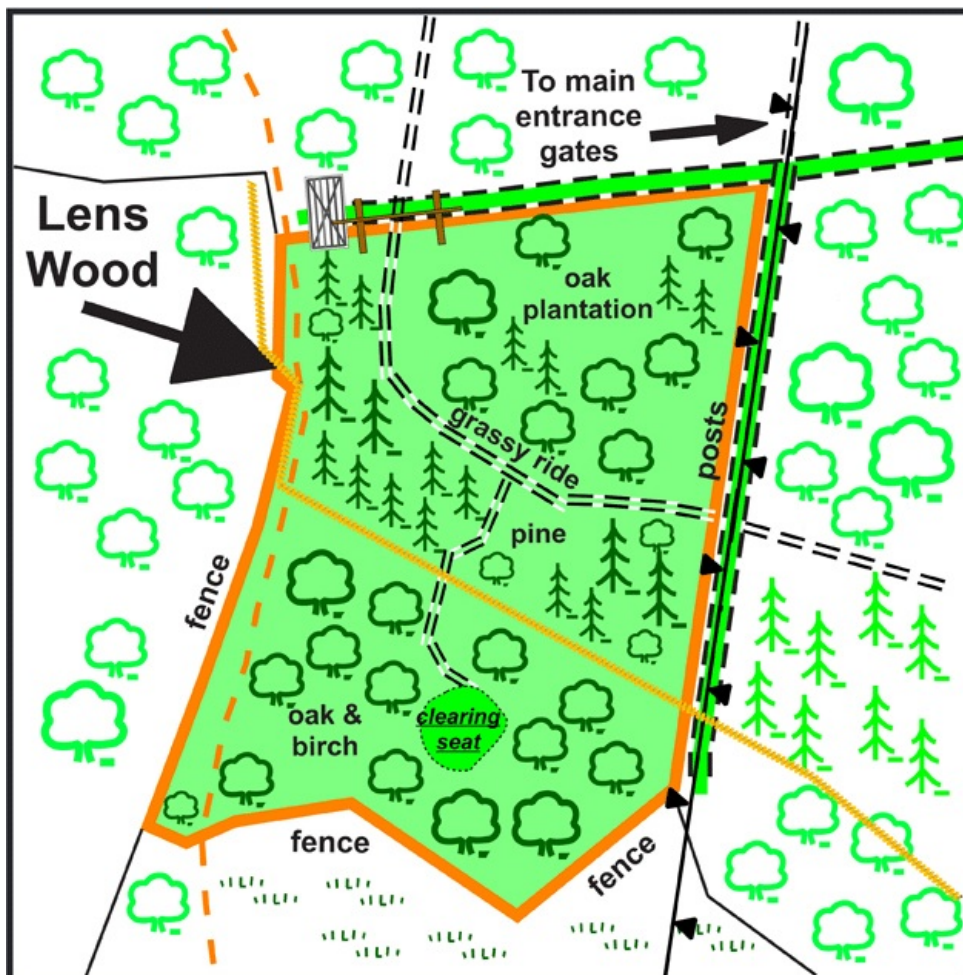 To main
entrance
gates
Lens
Wood
oak
plantation
grassy ride
posts
pine
fence
oak &
birch
clearing
seat
fence
fence